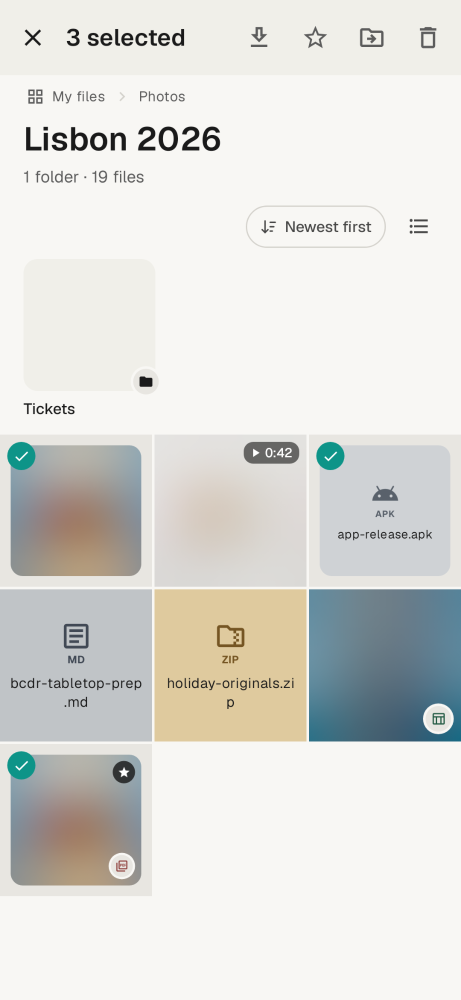 3 selected
My files
Photos
Lisbon 2026
1 folder · 19 files
Newest first
Tickets
0:42
APK
app-release.apk
MD
bcdr-tabletop-prep
.md
ZIP
holiday-originals.zi
p